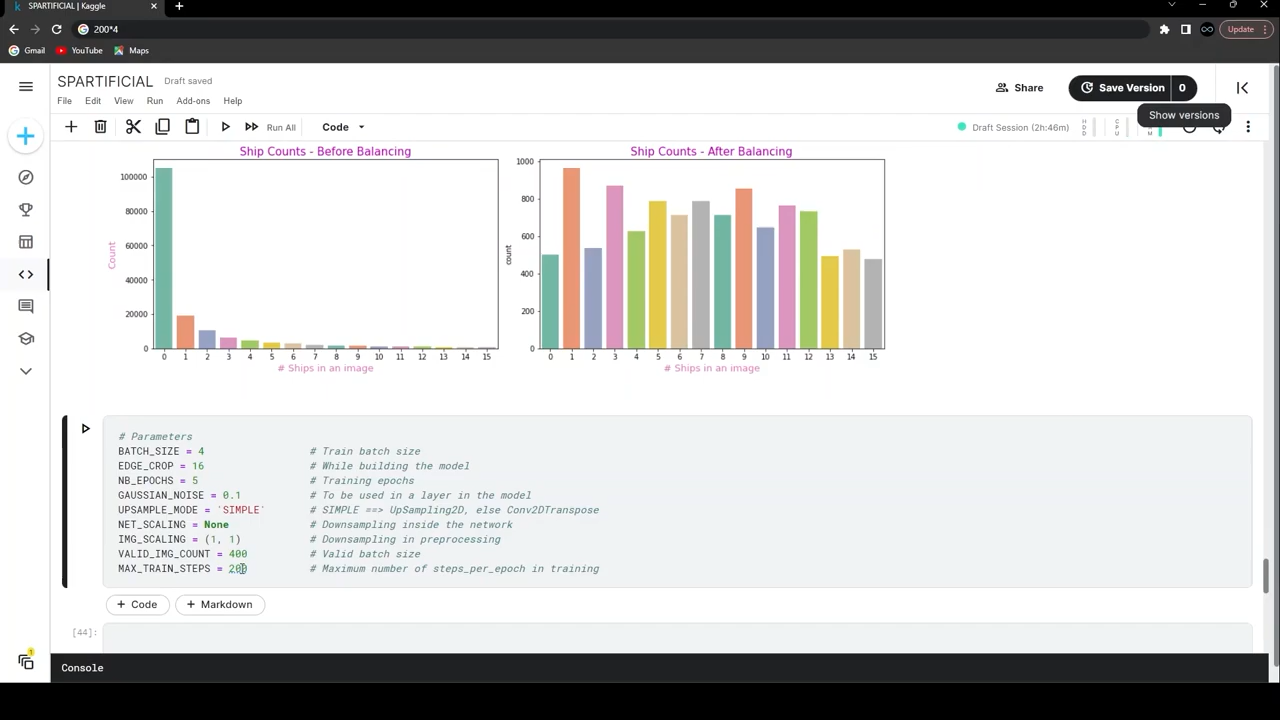 SPARTIFICIAL | Kaggle
200*4
Update
Gmail YouTube Maps
SPARTIFICIAL Draft saved
File Edit View Run Add-ons Help
Share
Save Version 0
Show versions
Run All
Code
Draft Session (2h:46m)
HDD
CPU
Ship Counts - Before Balancing
100000
80000
60000
40000
20000
0
Count
0 1 2 3 4 5 6 7 8 9 10 11 12 13 14 15
# Ships in an image
Ship Counts - After Balancing
1000
800
600
400
200
0
count
0 1 2 3 4 5 6 7 8 9 10 11 12 13 14 15
# Ships in an image
# Parameters
BATCH_SIZE = 4 # Train batch size
EDGE_CROP = 16 # While building the model
NB_EPOCHS = 5 # Training epochs
GAUSSIAN_NOISE = 0.1 # To be used in a layer in the model
UPSAMPLE_MODE = 'SIMPLE' # SIMPLE ==> UpSampling2D, else Conv2DTranspose
NET_SCALING = None # Downsampling inside the network
IMG_SCALING = (1, 1) # Downsampling in preprocessing
VALID_IMG_COUNT = 400 # Valid batch size
MAX_TRAIN_STEPS = 200 # Maximum number of steps_per_epoch in training
+ Code + Markdown
[44]:
1
Console